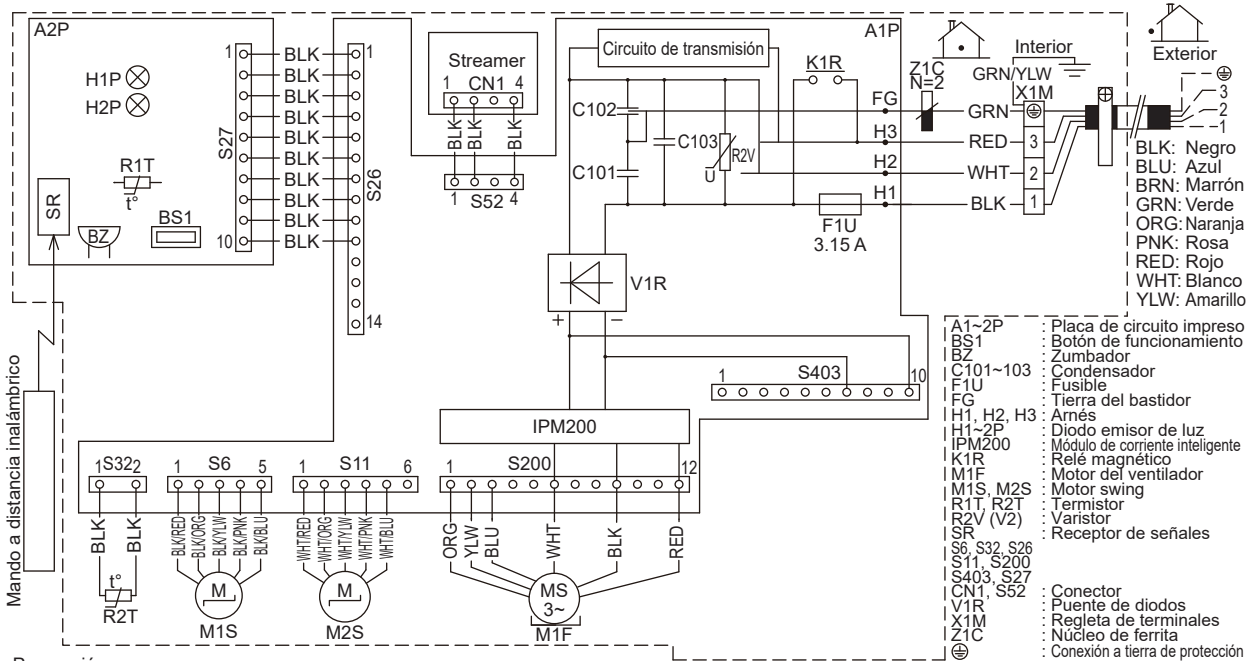 A2P
H1P
H2P
R1T
t°
SR
BZ
BS1
S27
1
10
BLK
BLK
BLK
BLK
BLK
BLK
BLK
BLK
BLK
BLK
1
S26
14
Streamer
1 CN1 4
BLK
BLK
BLK
1 S52 4
Circuito de transmisión
A1P
K1R
C102
C101
C103
R2V
U
FG
H3
H2
H1
F1U
3.15 A
V1R
+ −
Z1C
N=2
Interior
GRN/YLW
X1M
GRN
RED
3
WHT
2
BLK
1
Exterior
3
2
1
BLK: Negro
BLU: Azul
BRN: Marrón
GRN: Verde
ORG: Naranja
PNK: Rosa
RED: Rojo
WHT: Blanco
YLW: Amarillo
1 S403 10
IPM200
1 S32 2
1 S6 5
1 S11 6
1 S200 12
BLK
BLK
t°
R2T
BLK/RED
BLK/ORG
BLK/YLW
BLK/PNK
BLK/BLU
M
M1S
WHT/RED
WHT/ORG
WHT/YLW
WHT/PNK
WHT/BLU
M
M2S
ORG
YLW
BLU
WHT
BLK
RED
MS
3~
M1F
Mando a distancia inalámbrico
A1~2P : Placa de circuito impreso
BS1 : Botón de funcionamiento
BZ : Zumbador
C101~103 : Condensador
F1U : Fusible
FG : Tierra del bastidor
H1, H2, H3 : Arnés
H1~2P : Diodo emisor de luz
IPM200 : Módulo de corriente inteligente
K1R : Relé magnético
M1F : Motor del ventilador
M1S, M2S : Motor swing
R1T, R2T : Termistor
R2V (V2) : Varistor
SR : Receptor de señales
S6, S32, S26
S11, S200
S403, S27
CN1, S52 : Conector
V1R : Puente de diodos
X1M : Regleta de terminales
Z1C : Núcleo de ferrita
⏚ : Conexión a tierra de protección